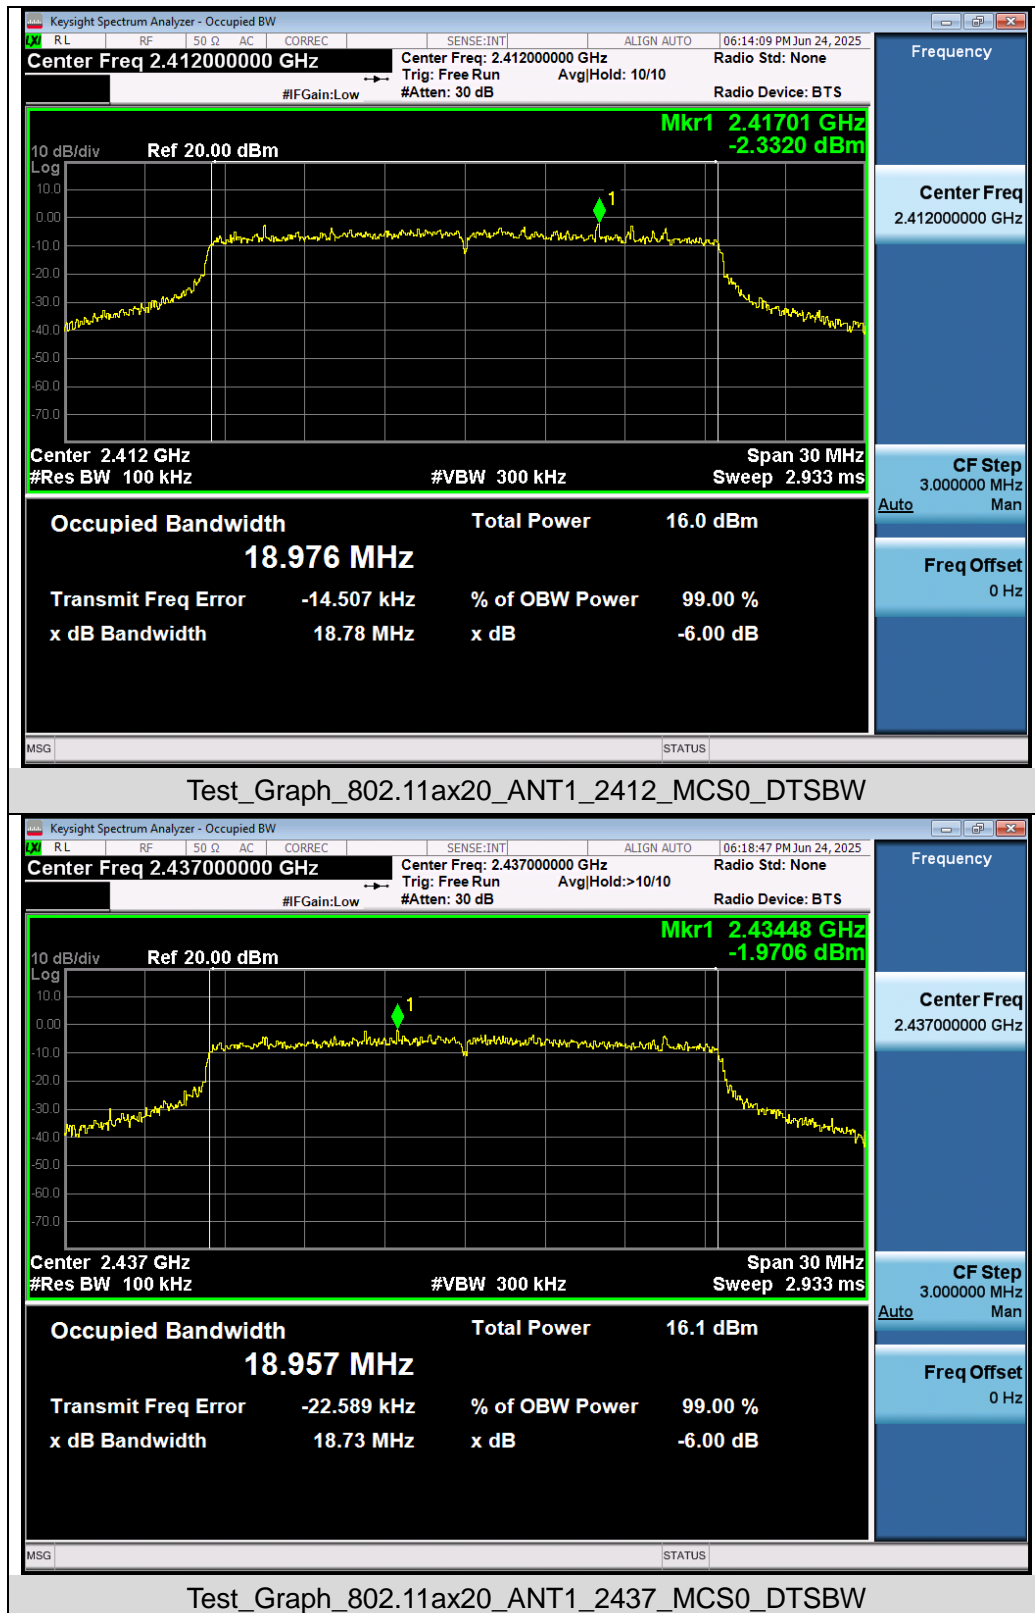 Keysight Spectrum Analyzer - Occupied BW
LXI RL RF 50 Ω AC CORREC SENSE:INT ALIGN AUTO 06:14:09 PM Jun 24, 2025
Center Freq 2.412000000 GHz
Center Freq: 2.412000000 GHz Radio Std: None
Trig: Free Run Avg|Hold: 10/10
#IFGain:Low #Atten: 30 dB Radio Device: BTS
Frequency
Mkr1 2.41701 GHz
-2.3320 dBm
10 dB/div Ref 20.00 dBm
Log
10.0
0.00
-10.0
-20.0
-30.0
-40.0
-50.0
-60.0
-70.0
1
Center 2.412 GHz Span 30 MHz
#Res BW 100 kHz #VBW 300 kHz Sweep 2.933 ms
Center Freq
2.412000000 GHz
CF Step
3.000000 MHz
Auto Man
Freq Offset
0 Hz
Occupied Bandwidth Total Power 16.0 dBm
18.976 MHz
Transmit Freq Error -14.507 kHz % of OBW Power 99.00 %
x dB Bandwidth 18.78 MHz x dB -6.00 dB
MSG STATUS
Test_Graph_802.11ax20_ANT1_2412_MCS0_DTSBW
Keysight Spectrum Analyzer - Occupied BW
LXI RL RF 50 Ω AC CORREC SENSE:INT ALIGN AUTO 06:18:47 PM Jun 24, 2025
Center Freq 2.437000000 GHz
Center Freq: 2.437000000 GHz Radio Std: None
Trig: Free Run Avg|Hold:>10/10
#IFGain:Low #Atten: 30 dB Radio Device: BTS
Frequency
Mkr1 2.43448 GHz
-1.9706 dBm
10 dB/div Ref 20.00 dBm
Log
10.0
0.00
-10.0
-20.0
-30.0
-40.0
-50.0
-60.0
-70.0
1
Center 2.437 GHz Span 30 MHz
#Res BW 100 kHz #VBW 300 kHz Sweep 2.933 ms
Center Freq
2.437000000 GHz
CF Step
3.000000 MHz
Auto Man
Freq Offset
0 Hz
Occupied Bandwidth Total Power 16.1 dBm
18.957 MHz
Transmit Freq Error -22.589 kHz % of OBW Power 99.00 %
x dB Bandwidth 18.73 MHz x dB -6.00 dB
MSG STATUS
Test_Graph_802.11ax20_ANT1_2437_MCS0_DTSBW